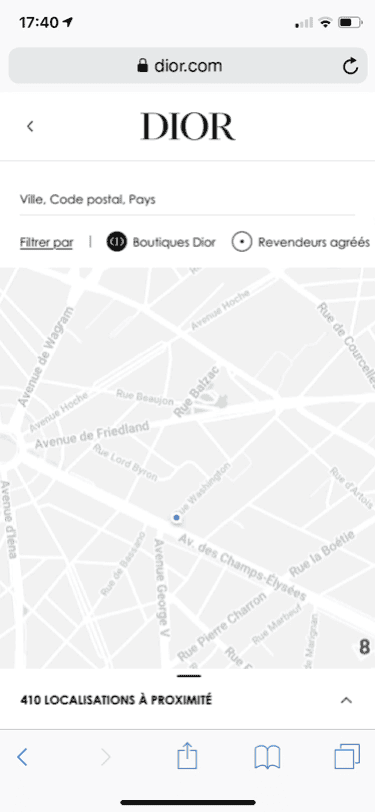 17:40
dior.com
DIOR
Ville, Code postal, Pays
Filtrer par | Boutiques Dior Revendeurs agréés
Avenue Hoche
Rue de Courcelle
Avenue de Wagram
Rue Balzac
Rue Beaujon
Avenue Hoche
Avenue de Friedland
Rue Lord Byron
Rue Washington
Rue d'Artois
Avenue d'Iéna
Av. des Champs-Élysées
Rue de Bassano
Avenue George V
Rue la Boétie
Rue Pierre Charron
Rue Marbeuf
de Marignan
8
410 LOCALISATIONS À PROXIMITÉ